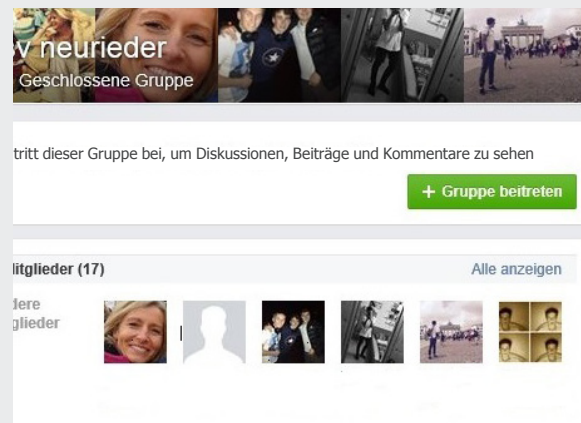 v neurieder
Geschlossene Gruppe
tritt dieser Gruppe bei, um Diskussionen, Beiträge und Kommentare zu sehen
+ Gruppe beitreten
litglieder (17)
Alle anzeigen
dere
glieder